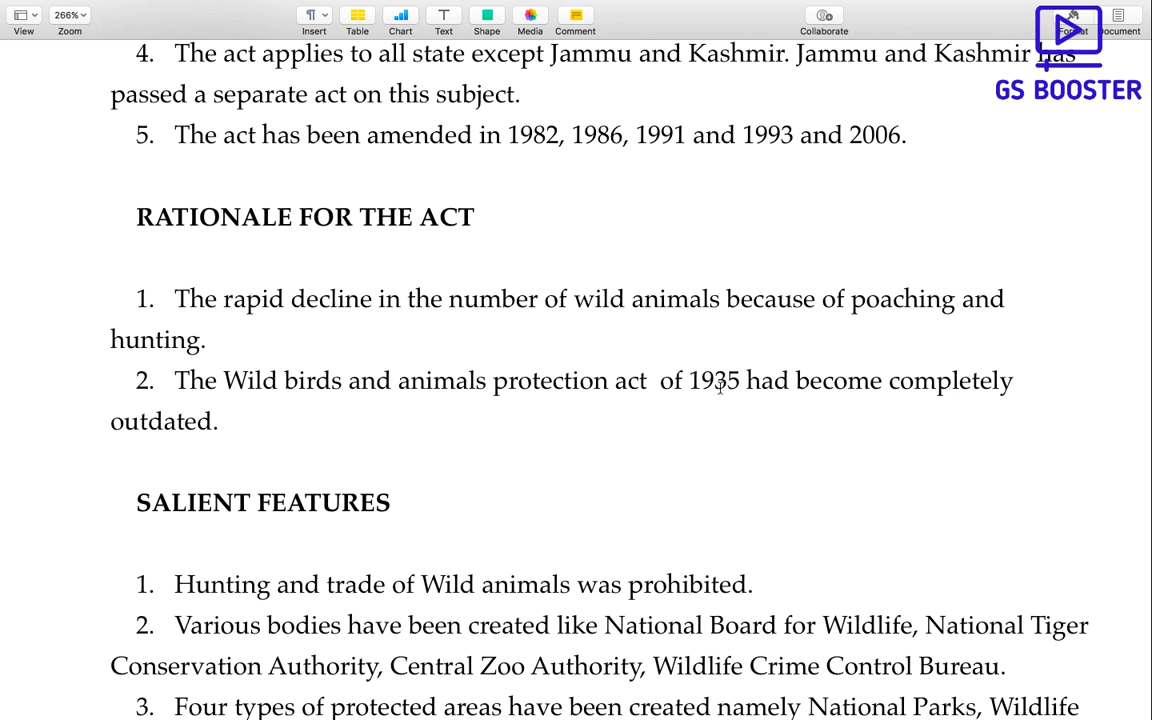 266%
View
Zoom
Insert
Table
Chart
Text
Shape
Media
Comment
Collaborate
Format
Document
4. The act applies to all state except Jammu and Kashmir. Jammu and Kashmir has
passed a separate act on this subject.
GS BOOSTER
5. The act has been amended in 1982, 1986, 1991 and 1993 and 2006.
RATIONALE FOR THE ACT
1. The rapid decline in the number of wild animals because of poaching and
hunting.
2. The Wild birds and animals protection act of 1935 had become completely
outdated.
SALIENT FEATURES
1. Hunting and trade of Wild animals was prohibited.
2. Various bodies have been created like National Board for Wildlife, National Tiger
Conservation Authority, Central Zoo Authority, Wildlife Crime Control Bureau.
3. Four types of protected areas have been created namely National Parks, Wildlife